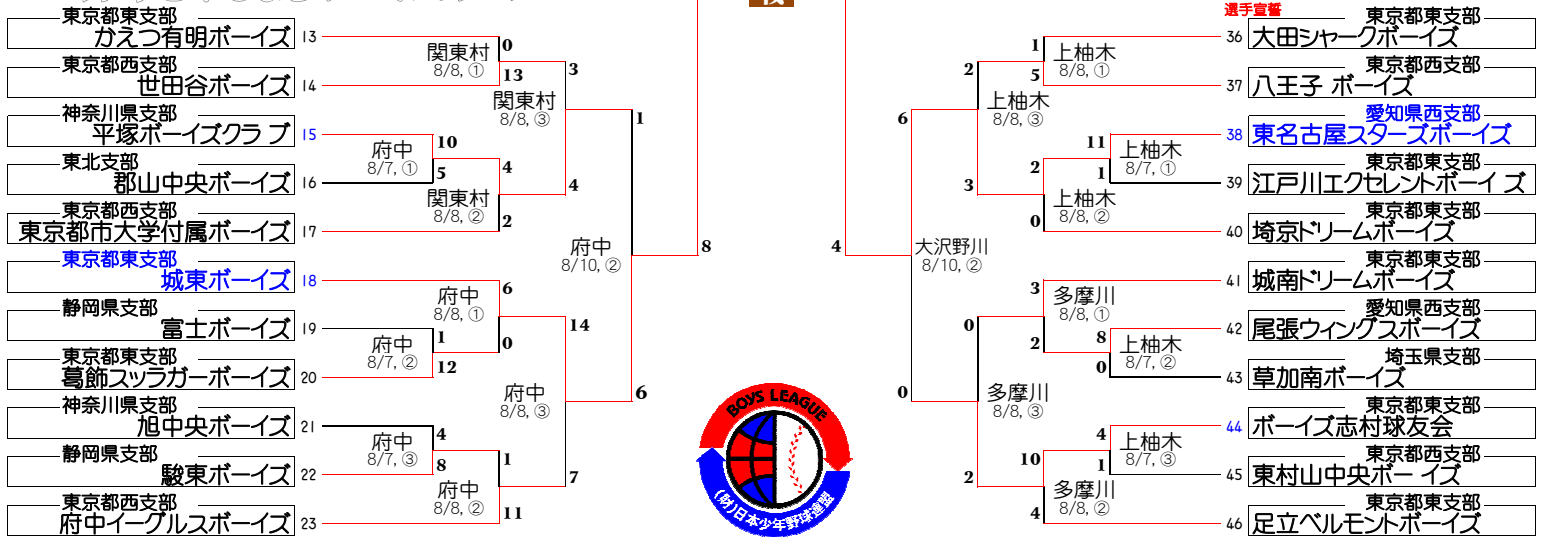 東京都東支部
かえつ有明ボーイズ 13
東京都西支部
世田谷ボーイズ 14
神奈川県支部
平塚ボーイズクラブ 15
東北支部
郡山中央ボーイズ 16
東京都西支部
東京都市大学付属ボーイズ 17
東京都東支部
城東ボーイズ 18
静岡県支部
富士ボーイズ 19
東京都東支部
葛飾スッラガーボーイズ 20
神奈川県支部
旭中央ボーイズ 21
静岡県支部
駿東ボーイズ 22
東京都西支部
府中イーグルスボーイズ 23
0
関東村
8/8, ①
13
3
関東村
8/8, ③
10
府中
8/7, ①
5
4
関東村
8/8, ②
2
4
1
府中
8/10, ②
8
6
府中
8/8, ①
0
1
府中
8/7, ②
12
14
府中
8/8, ③
6
4
府中
8/7, ③
8
1
府中
8/8, ②
11
7
BOYS LEAGUE
(財)日本少年野球連盟
1
上柚木
8/8, ①
5
2
上柚木
8/8, ③
6
11
上柚木
8/7, ①
1
2
上柚木
8/8, ②
0
3
4
大沢野川
8/10, ②
3
多摩川
8/8, ①
2
8
上柚木
8/7, ②
0
0
多摩川
8/8, ③
0
4
上柚木
8/7, ③
1
10
多摩川
8/8, ②
4
2
選手宣誓
東京都東支部
36 大田シャークボーイズ
東京都西支部
37 八王子 ボーイズ
愛知県西支部
38 東名古屋スターズボーイズ
東京都東支部
39 江戸川エクセレントボーイズ
東京都東支部
40 埼京ドリームボーイズ
東京都東支部
41 城南ドリームボーイズ
愛知県西支部
42 尾張ウィングスボーイズ
埼玉県支部
43 草加南ボーイズ
東京都東支部
44 ボーイズ志村球友会
東京都西支部
45 東村山中央ボーイズ
東京都東支部
46 足立ベルモントボーイズ